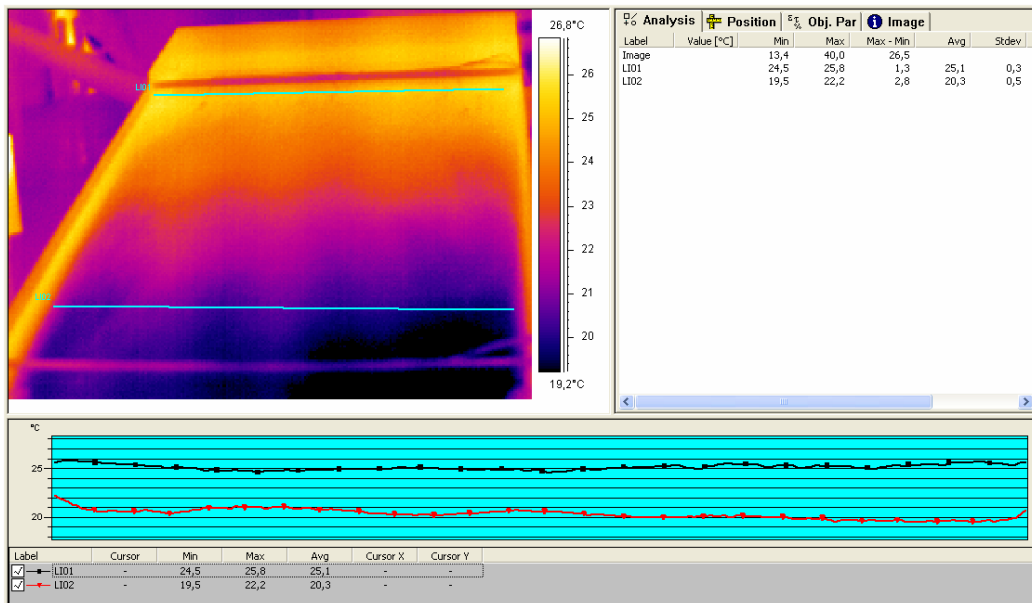 26,8°C
26
25
24
23
22
21
20
19,2°C
LI0
Analysis Position Obj. Par Image
Label Value [°C] Min Max Max - Min Avg Stdev
Image 13,4 40,0 26,5
LI01 24,5 25,8 1,3 25,1 0,3
LI02 19,5 22,2 2,8 20,3 0,5
°C
25
20
Label Cursor Min Max Avg Cursor X Cursor Y
LI01 - 24,5 25,8 25,1 - -
LI02 - 19,5 22,2 20,3 - -